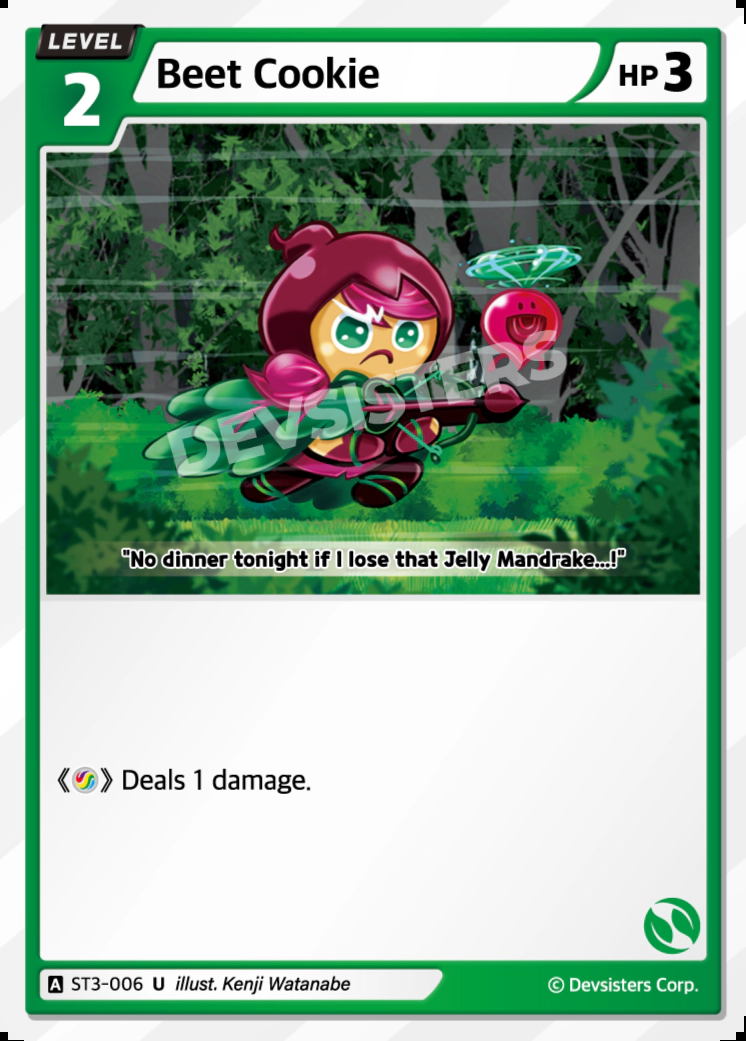 LEVEL
2
Beet Cookie
HP 3
DEVSISTERS
"No dinner tonight if I lose that Jelly Mandrake...!"
《 》 Deals 1 damage.
A ST3-006 U illust. Kenji Watanabe
© Devsisters Corp.